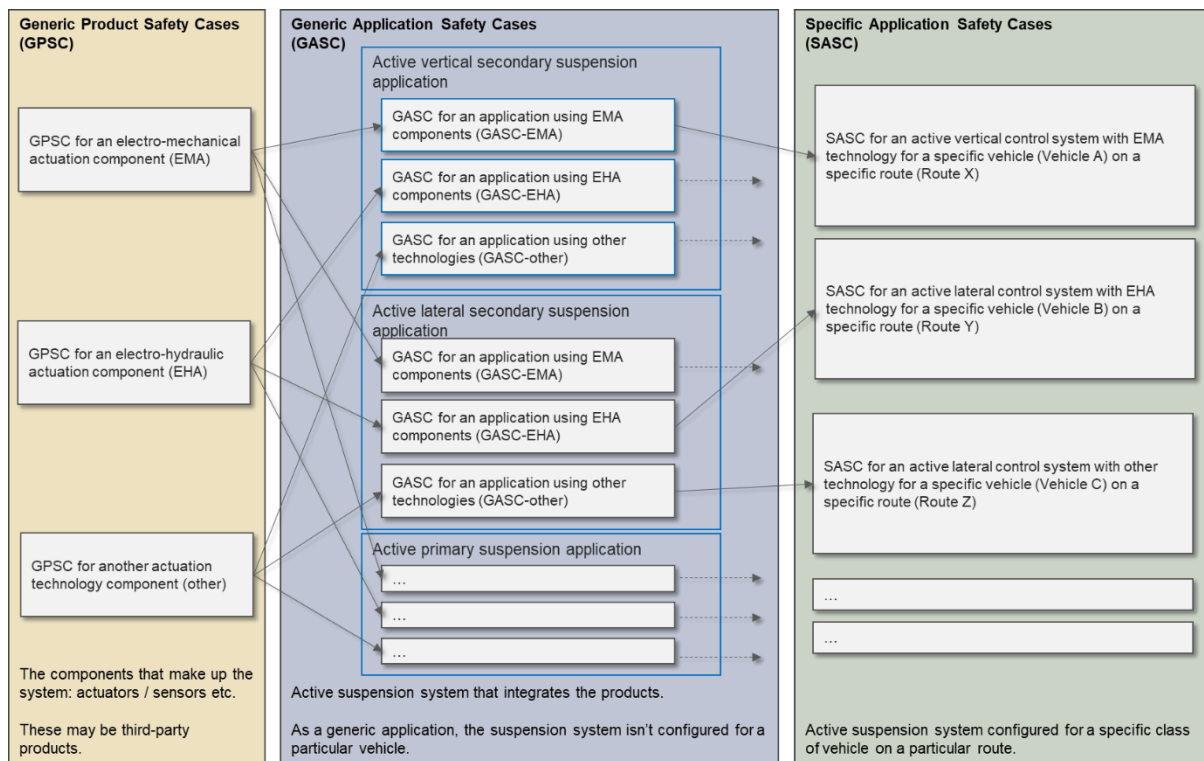 Generic Product Safety Cases
(GPSC)
GPSC for an electro-mechanical
actuation component (EMA)
GPSC for an electro-hydraulic
actuation component (EHA)
GPSC for another actuation
technology component (other)
The components that make up the
system: actuators / sensors etc.
These may be third-party
products.
Generic Application Safety Cases
(GASC)
Active vertical secondary suspension
application
GASC for an application using EMA
components (GASC-EMA)
GASC for an application using EHA
components (GASC-EHA)
GASC for an application using other
technologies (GASC-other)
Active lateral secondary suspension
application
GASC for an application using EMA
components (GASC-EMA)
GASC for an application using EHA
components (GASC-EHA)
GASC for an application using other
technologies (GASC-other)
Active primary suspension application
...
...
...
Active suspension system that integrates the products.
As a generic application, the suspension system isn't configured for a
particular vehicle.
Specific Application Safety Cases
(SASC)
SASC for an active vertical control system with EMA
technology for a specific vehicle (Vehicle A) on a
specific route (Route X)
SASC for an active lateral control system with EHA
technology for a specific vehicle (Vehicle B) on a
specific route (Route Y)
SASC for an active lateral control system with other
technology for a specific vehicle (Vehicle C) on a
specific route (Route Z)
...
...
Active suspension system configured for a specific class
of vehicle on a particular route.